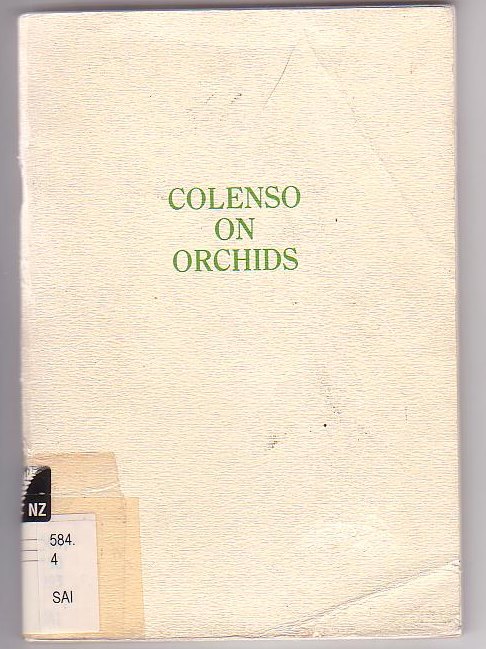 COLENSO
ON
ORCHIDS
NZ
584.
4
SAI